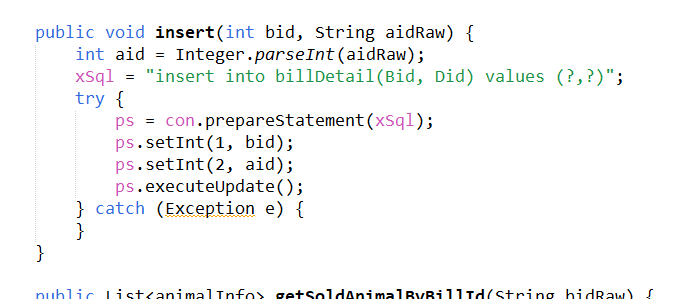 public void insert(int bid, String aidRaw) {
int aid = Integer.parseInt(aidRaw);
xSql = "insert into billDetail(Bid, Did) values (?,?)";
try {
ps = con.prepareStatement(xSql);
ps.setInt(1, bid);
ps.setInt(2, aid);
ps.executeUpdate();
} catch (Exception e) {
}
}
public List<animalInfo> getSoldAnimalByBillId(String bidRaw) {